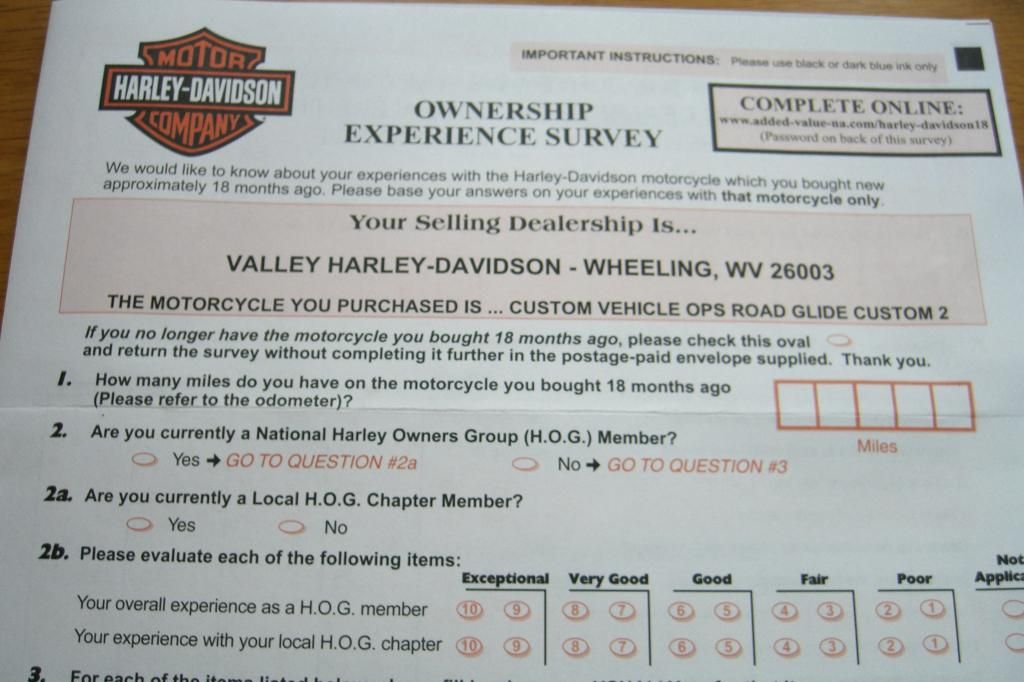 MOTOR
HARLEY-DAVIDSON
COMPANY
IMPORTANT INSTRUCTIONS: Please use black or dark blue ink only
OWNERSHIP
EXPERIENCE SURVEY
COMPLETE ONLINE:
www.added-value-na.com/harley-davidson18
(Password on back of this survey)
We would like to know about your experiences with the Harley-Davidson motorcycle which you bought new
approximately 18 months ago. Please base your answers on your experiences with that motorcycle only.
Your Selling Dealership Is...
VALLEY HARLEY-DAVIDSON - WHEELING, WV 26003
THE MOTORCYCLE YOU PURCHASED IS ... CUSTOM VEHICLE OPS ROAD GLIDE CUSTOM 2
If you no longer have the motorcycle you bought 18 months ago, please check this oval
and return the survey without completing it further in the postage-paid envelope supplied. Thank you.
1. How many miles do you have on the motorcycle you bought 18 months ago
(Please refer to the odometer)?
Miles
2. Are you currently a National Harley Owners Group (H.O.G.) Member?
Yes → GO TO QUESTION #2a No → GO TO QUESTION #3
2a. Are you currently a Local H.O.G. Chapter Member?
Yes No
2b. Please evaluate each of the following items:
Exceptional Very Good Good Fair Poor Not
Applica
Your overall experience as a H.O.G. member 10 9 8 7 6 5 4 3 2 1
Your experience with your local H.O.G. chapter 10 9 8 7 6 5 4 3 2 1
3. For each of the items listed below